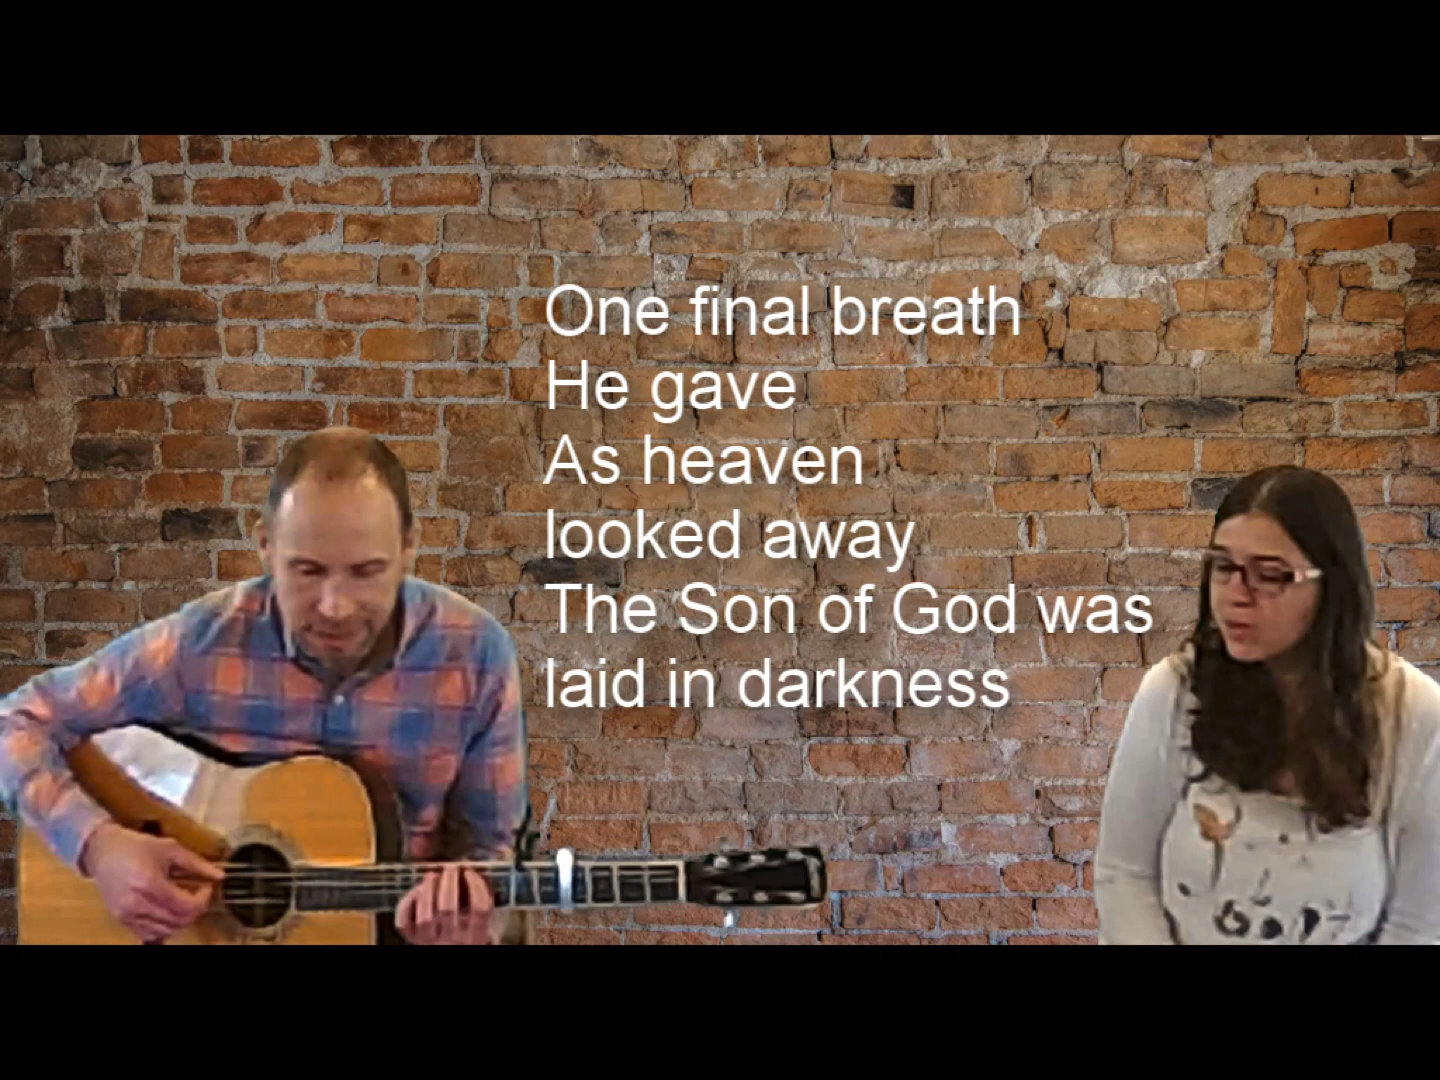 One final breath
He gave
As heaven
looked away
The Son of God was
laid in darkness